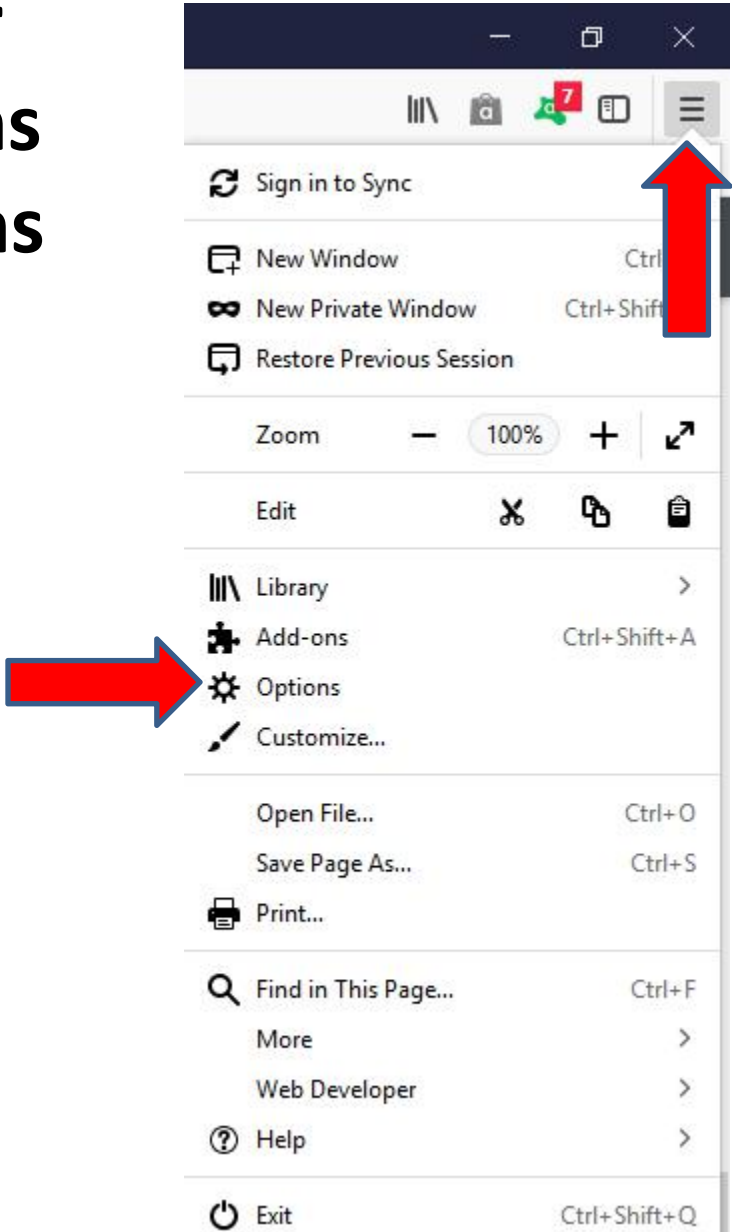 ns
ns
7
Sign in to Sync
New Window Ctrl
New Private Window Ctrl+Shift
Restore Previous Session
Zoom − 100% +
Edit
Library >
Add-ons Ctrl+Shift+A
Options
Customize...
Open File... Ctrl+O
Save Page As... Ctrl+S
Print...
Find in This Page... Ctrl+F
More >
Web Developer >
Help >
Exit Ctrl+Shift+Q